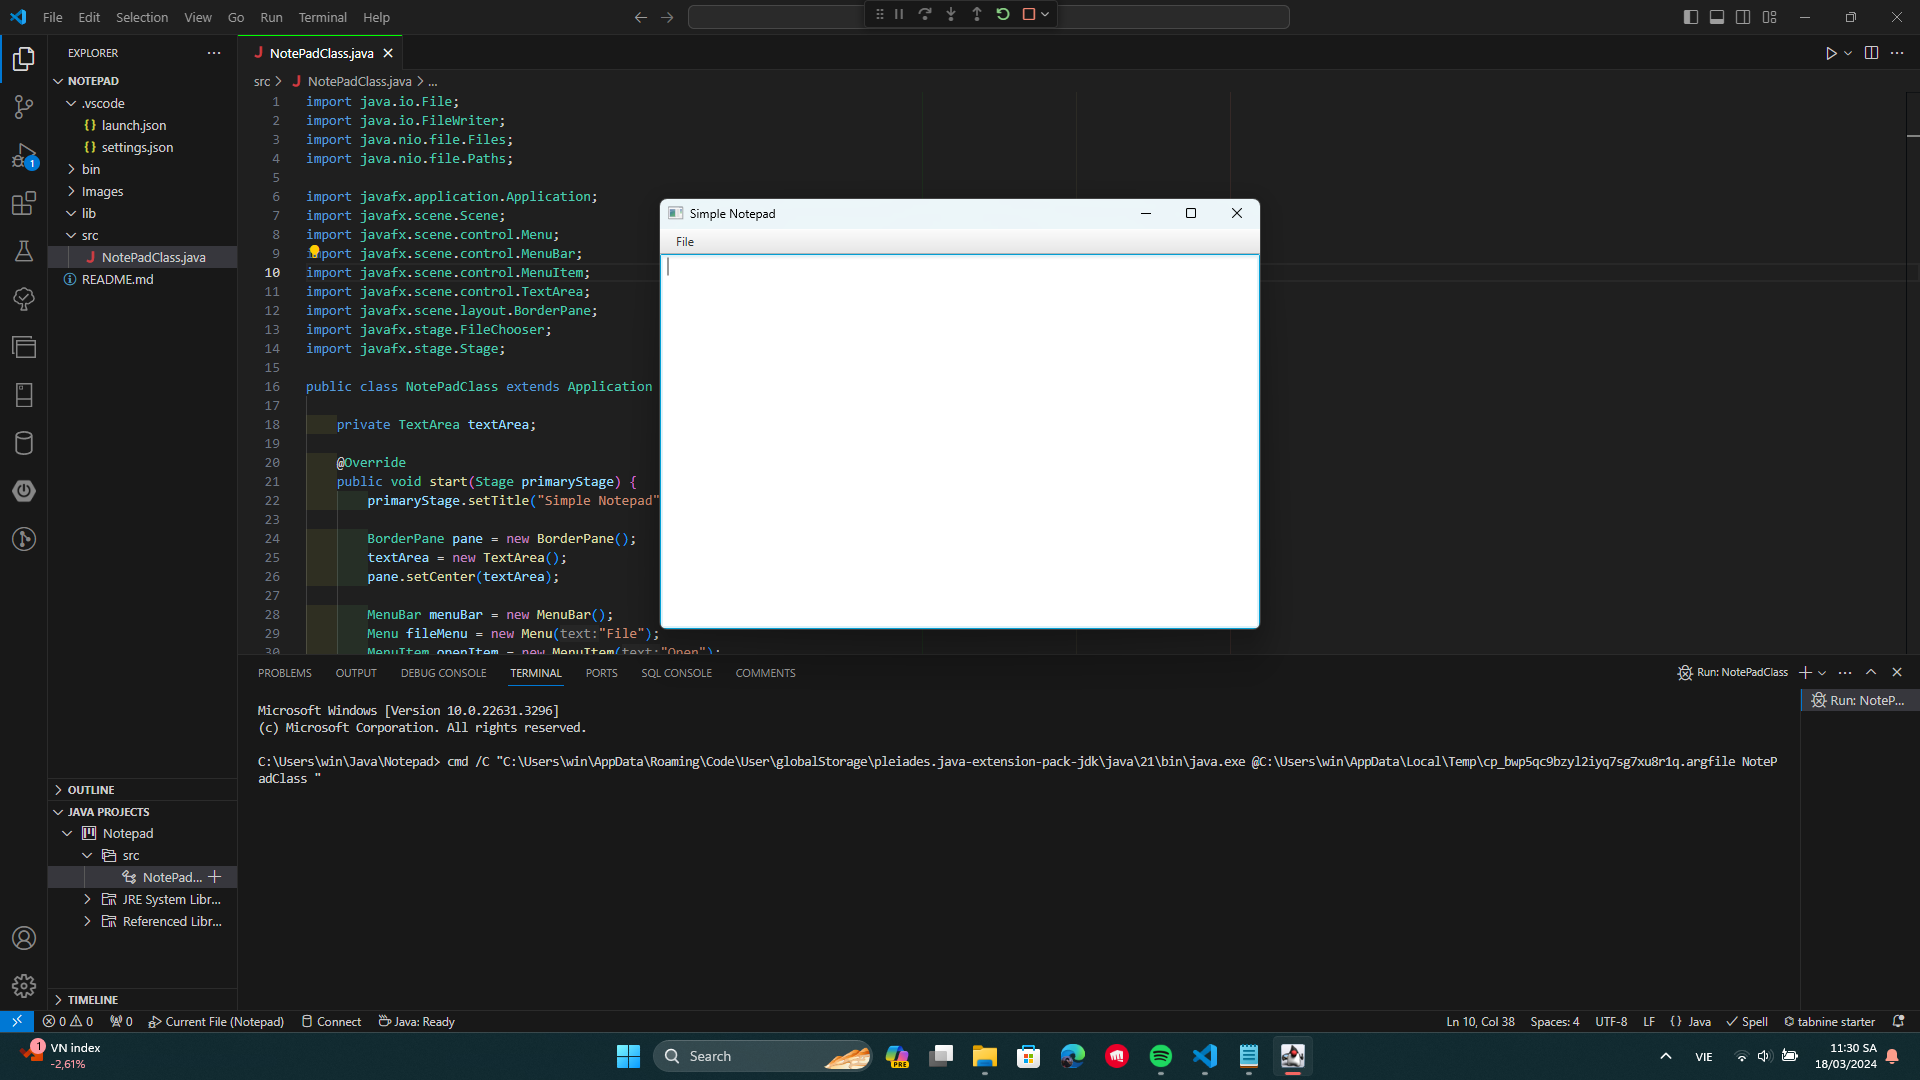 File Edit Selection View Go Run Terminal Help
EXPLORER
NOTEPAD
.vscode
{} launch.json
{} settings.json
bin
Images
lib
src
J NotePadClass.java
README.md
OUTLINE
JAVA PROJECTS
Notepad
src
NotePad...
JRE System Libr...
Referenced Libr...
TIMELINE
1
J NotePadClass.java
src > J NotePadClass.java > ...
1 import java.io.File;
2 import java.io.FileWriter;
3 import java.nio.file.Files;
4 import java.nio.file.Paths;
5
6 import javafx.application.Application;
7 import javafx.scene.Scene;
8 import javafx.scene.control.Menu;
9 import javafx.scene.control.MenuBar;
10 import javafx.scene.control.MenuItem;
11 import javafx.scene.control.TextArea;
12 import javafx.scene.layout.BorderPane;
13 import javafx.stage.FileChooser;
14 import javafx.stage.Stage;
15
16 public class NotePadClass extends Application
17
18 private TextArea textArea;
19
20 @Override
21 public void start(Stage primaryStage) {
22 primaryStage.setTitle("Simple Notepad"
23
24 BorderPane pane = new BorderPane();
25 textArea = new TextArea();
26 pane.setCenter(textArea);
27
28 MenuBar menuBar = new MenuBar();
29 Menu fileMenu = new Menu(text:"File");
30 MenuItem openItem = new MenuItem(text:"Open");
Simple Notepad
File
PROBLEMS OUTPUT DEBUG CONSOLE TERMINAL PORTS SQL CONSOLE COMMENTS
Run: NotePadClass
Run: NoteP...
Microsoft Windows [Version 10.0.22631.3296]
(c) Microsoft Corporation. All rights reserved.
C:\Users\win\Java\Notepad> cmd /C "C:\Users\win\AppData\Roaming\Code\User\globalStorage\pleiades.java-extension-pack-jdk\java\21\bin\java.exe @C:\Users\win\AppData\Local\Temp\cp_bwp5qc9bzyl2iyq7sg7xu8r1q.argfile NoteP
adClass "
0 0 0 Current File (Notepad) Connect Java: Ready
Ln 10, Col 38 Spaces: 4 UTF-8 LF {} Java Spell tabnine starter
1
VN index
-2,61%
Search
PRE
VIE
11:30 SA
18/03/2024